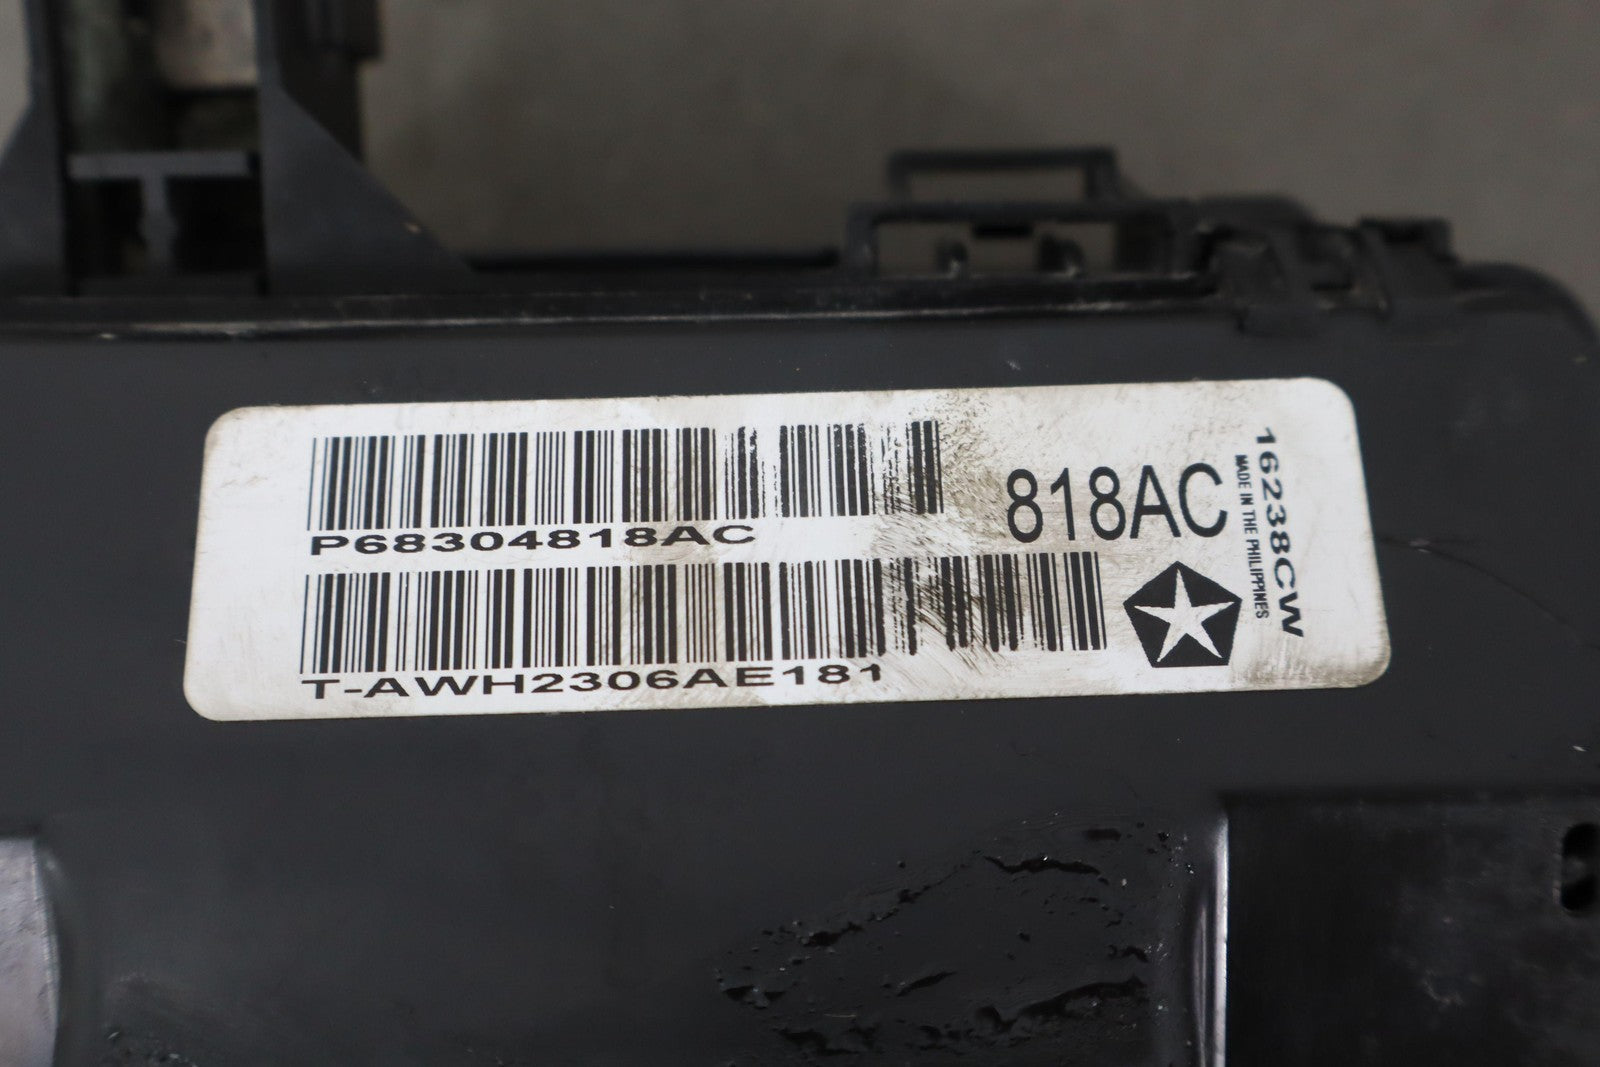 P68304818AC
818AC
T-AWH2306AE181
16238CW
MADE IN THE PHILIPPINES